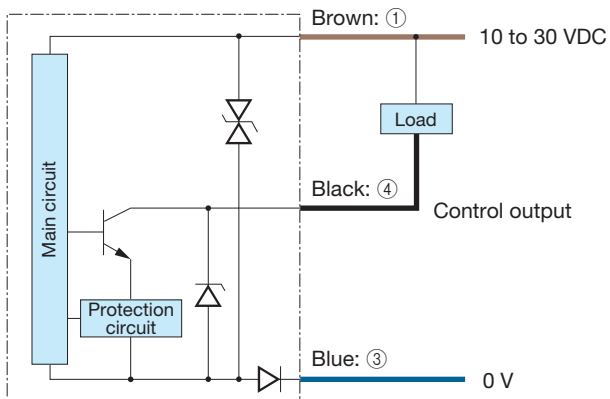 Brown: ①
10 to 30 VDC
Load
Main circuit
Black: ④
Control output
Protection
circuit
Blue: ③
0 V